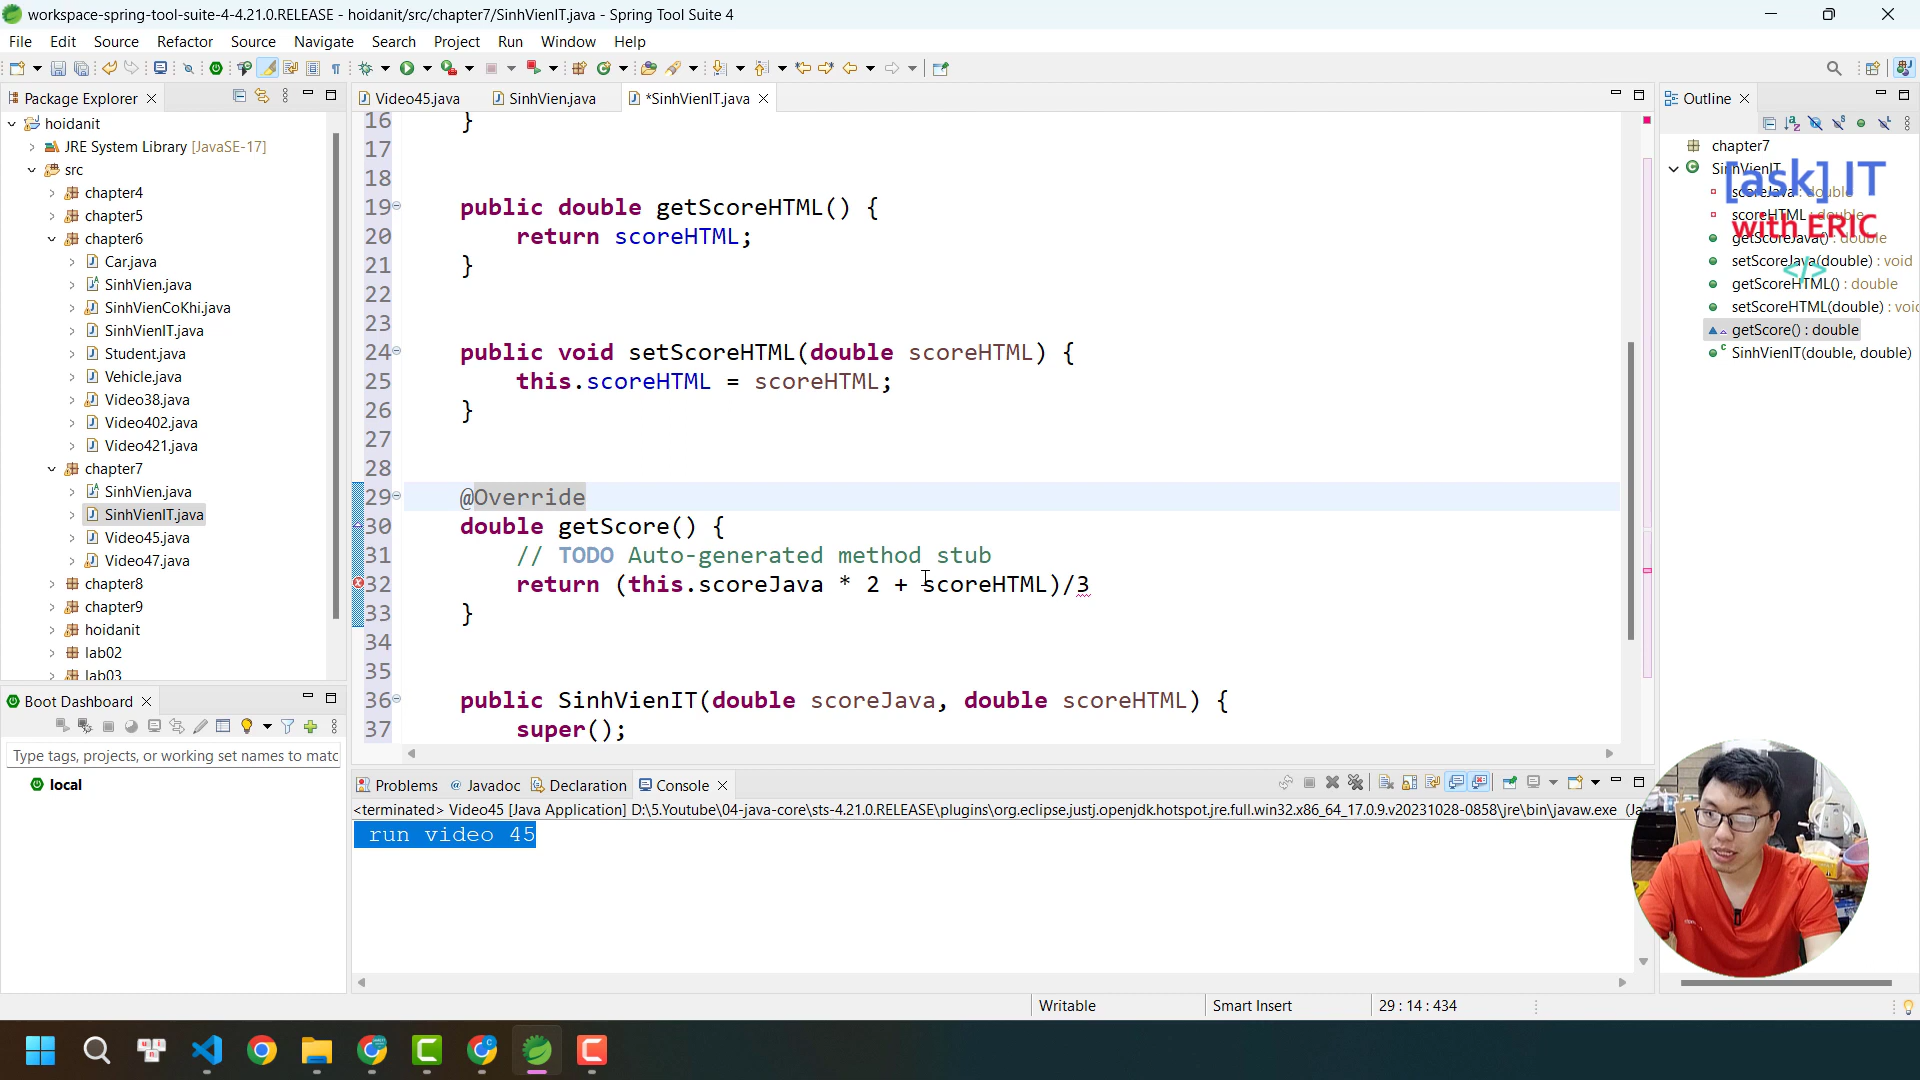 workspace-spring-tool-suite-4-4.21.0.RELEASE - hoidanit/src/chapter7/SinhVienIT.java - Spring Tool Suite 4
File Edit Source Refactor Source Navigate Search Project Run Window Help
Package Explorer
hoidanit
JRE System Library [JavaSE-17]
src
chapter4
chapter5
chapter6
Car.java
SinhVien.java
SinhVienCoKhi.java
SinhVienIT.java
Student.java
Vehicle.java
Video38.java
Video402.java
Video421.java
chapter7
SinhVien.java
SinhVienIT.java
Video45.java
Video47.java
chapter8
chapter9
hoidanit
lab02
lab03
Boot Dashboard
Type tags, projects, or working set names to matc
local
Video45.java SinhVien.java *SinhVienIT.java
16 }
17
18
19 public double getScoreHTML() {
20 return scoreHTML;
21 }
22
23
24 public void setScoreHTML(double scoreHTML) {
25 this.scoreHTML = scoreHTML;
26 }
27
28
29 @Override
30 double getScore() {
31 // TODO Auto-generated method stub
32 return (this.scoreJava * 2 + scoreHTML)/3
33 }
34
35
36 public SinhVienIT(double scoreJava, double scoreHTML) {
37 super();
Problems Javadoc Declaration Console
<terminated> Video45 [Java Application] D:\5.Youtube\04-java-core\sts-4.21.0.RELEASE\plugins\org.eclipse.justj.openjdk.hotspot.jre.full.win32.x86_64_17.0.9.v20231028-0858\jre\bin\javaw.exe (Ja
run video 45
Outline
chapter7
SinhVienIT
scoreJava : double
scoreHTML : double
getScoreJava() : double
setScoreJava(double) : void
getScoreHTML() : double
setScoreHTML(double) : voic
getScore() : double
SinhVienIT(double, double)
[ask] IT
with ERIC
</>
Writable Smart Insert 29 : 14 : 434